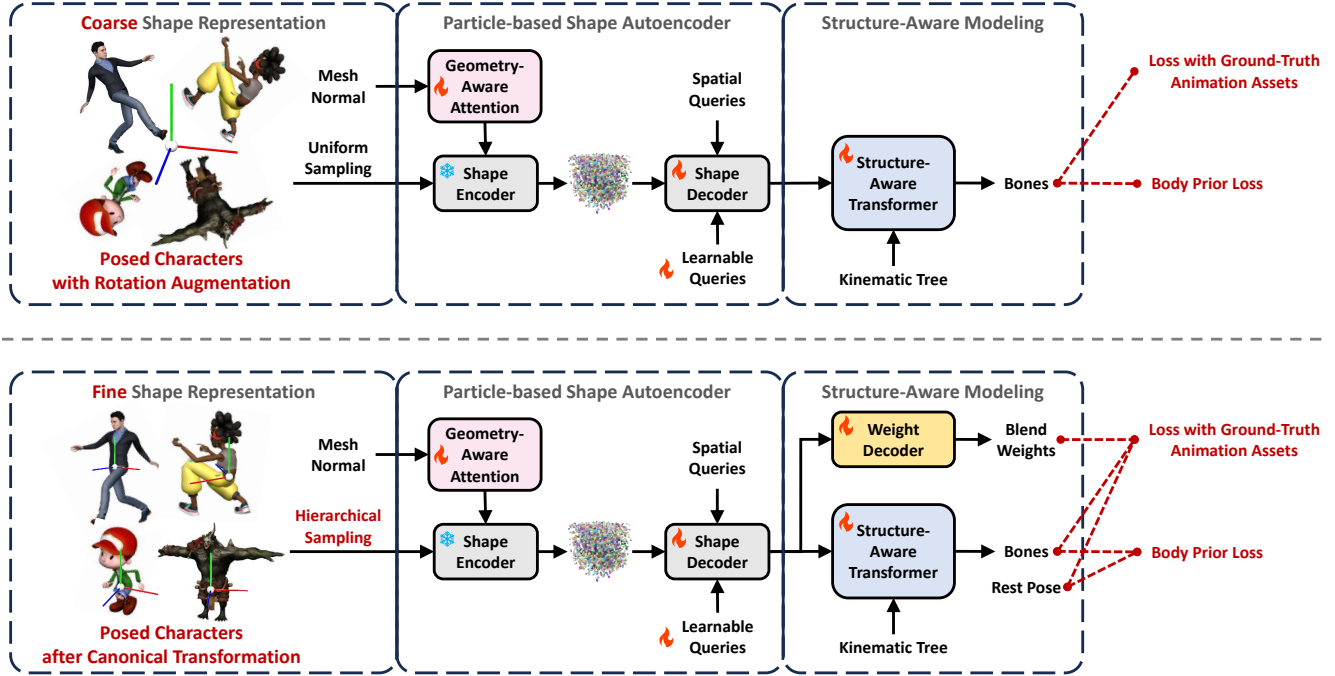 Coarse Shape Representation
Particle-based Shape Autoencoder
Structure-Aware Modeling
Mesh
Normal
Geometry-
Aware
Attention
Spatial
Queries
Uniform
Sampling
Shape
Encoder
Shape
Decoder
Structure-
Aware
Transformer
Bones
Loss with Ground-Truth
Animation Assets
Body Prior Loss
Learnable
Queries
Kinematic Tree
Posed Characters
with Rotation Augmentation
Fine Shape Representation
Particle-based Shape Autoencoder
Structure-Aware Modeling
Mesh
Normal
Geometry-
Aware
Attention
Spatial
Queries
Weight
Decoder
Blend
Weights
Loss with Ground-Truth
Animation Assets
Hierarchical
Sampling
Shape
Encoder
Shape
Decoder
Structure-
Aware
Transformer
Bones
Rest Pose
Body Prior Loss
Learnable
Queries
Kinematic Tree
Posed Characters
after Canonical Transformation